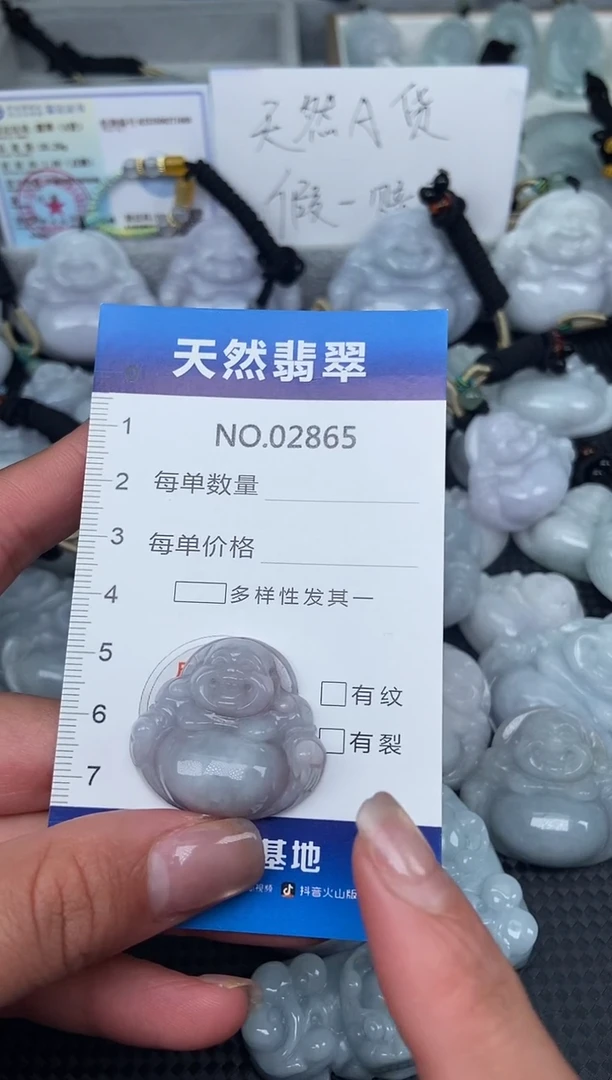 天然A货
假一赔
天然翡翠
NO.02865
1
每单数量
2
每单价格
3
4
多样性发其一
5
有纹
6
有裂
7
基地
抖音火山版